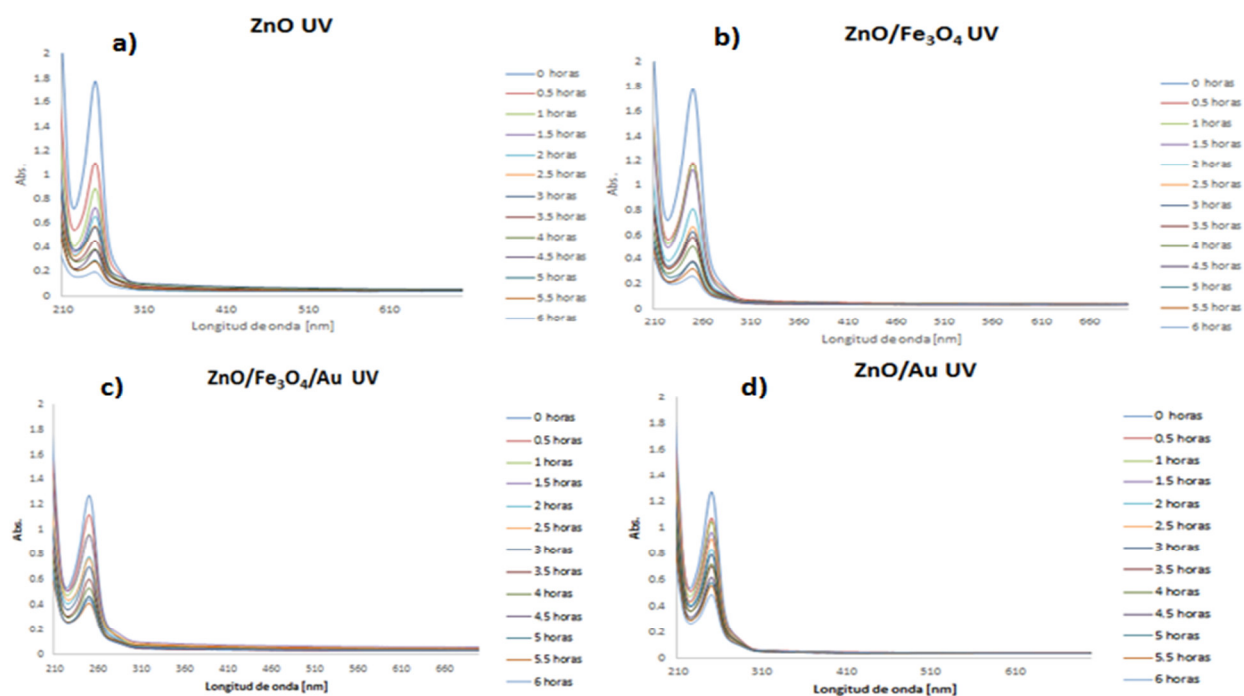 a)
ZnO UV
Abs.
2
1.8
1.6
1.4
1.2
1
0.8
0.6
0.4
0.2
0
210
310
410
510
610
Longitud de onda [nm]
0 horas
0.5 horas
1 horas
1.5 horas
2 horas
2.5 horas
3 horas
3.5 horas
4 horas
4.5 horas
5 horas
5.5 horas
6 horas
b)
ZnO/Fe₃O₄ UV
Abs.
2
1.8
1.6
1.4
1.2
1
0.8
0.6
0.4
0.2
0
210
260
310
360
410
460
510
560
610
660
Longitud de onda [nm]
0 horas
0.5 horas
1 horas
1.5 horas
2 horas
2.5 horas
3 horas
3.5 horas
4 horas
4.5 horas
5 horas
5.5 horas
6 horas
c)
ZnO/Fe₃O₄/Au UV
Abs.
2
1.8
1.6
1.4
1.2
1
0.8
0.6
0.4
0.2
0
210
260
310
360
410
460
510
560
610
660
Longitud de onda [nm]
0 horas
0.5 horas
1 horas
1.5 horas
2 horas
2.5 horas
3 horas
3.5 horas
4 horas
4.5 horas
5 horas
5.5 horas
6 horas
d)
ZnO/Au UV
Abs.
2
1.8
1.6
1.4
1.2
1
0.8
0.6
0.4
0.2
0
210
310
410
510
610
Longitud de onda [nm]
0 horas
0.5 horas
1 horas
1.5 horas
2 horas
2.5 horas
3 horas
3.5 horas
4 horas
4.5 horas
5 horas
5.5 horas
6 horas